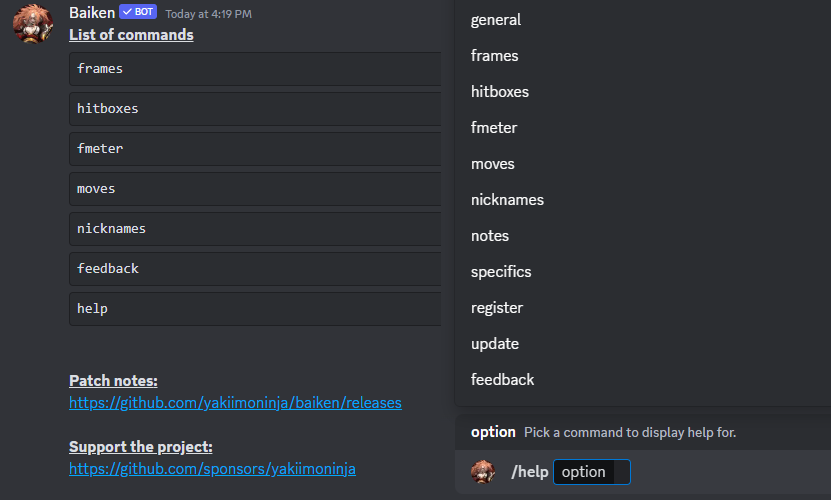 Baiken ✓ BOT Today at 4:19 PM
List of commands
frames
hitboxes
fmeter
moves
nicknames
feedback
help
Patch notes:
https://github.com/yakiimoninja/baiken/releases
Support the project:
https://github.com/sponsors/yakiimoninja
general
frames
hitboxes
fmeter
moves
nicknames
notes
specifics
register
update
feedback
option Pick a command to display help for.
/help option